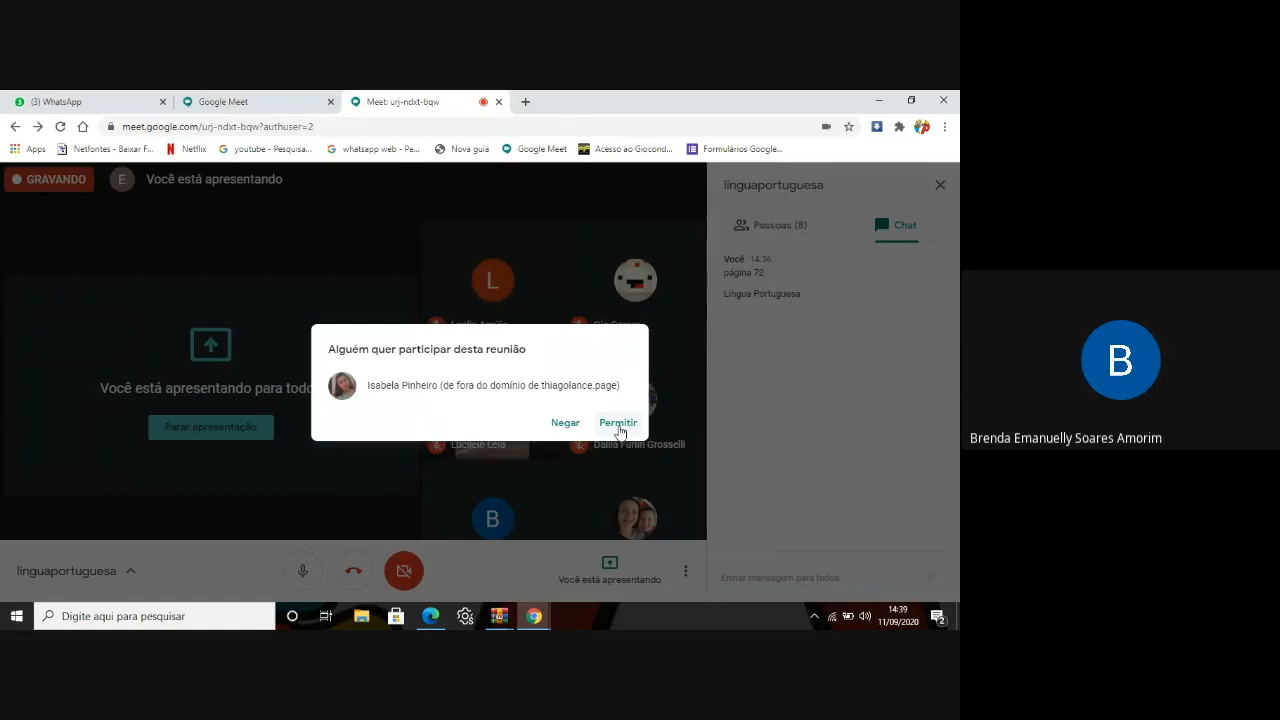 (3) WhatsApp
Google Meet
Meet: urj-ndxt-bqw
meet.google.com/urj-ndxt-bqw?authuser=2
Apps
Netfontes - Baixar F...
Netflix
youtube - Pesquisa...
whatsapp web - Pe...
Nova guia
Google Meet
Acesso ao Giocond...
Formulários Google...
GRAVANDO
E
Você está apresentando
línguaportuguesa
Pessoas (8)
Chat
Você 14:36
página 72
Língua Portuguesa
L
Alguém quer participar desta reunião
Isabela Pinheiro (de fora do domínio de thiagolance.page)
Negar
Permitir
Você está apresentando para todo
Parar apresentação
Dalila Furlin Grosselli
B
B
Brenda Emanuelly Soares Amorim
línguaportuguesa
Você está apresentando
Enviar mensagem para todos
Digite aqui para pesquisar
14:39
11/09/2020
2